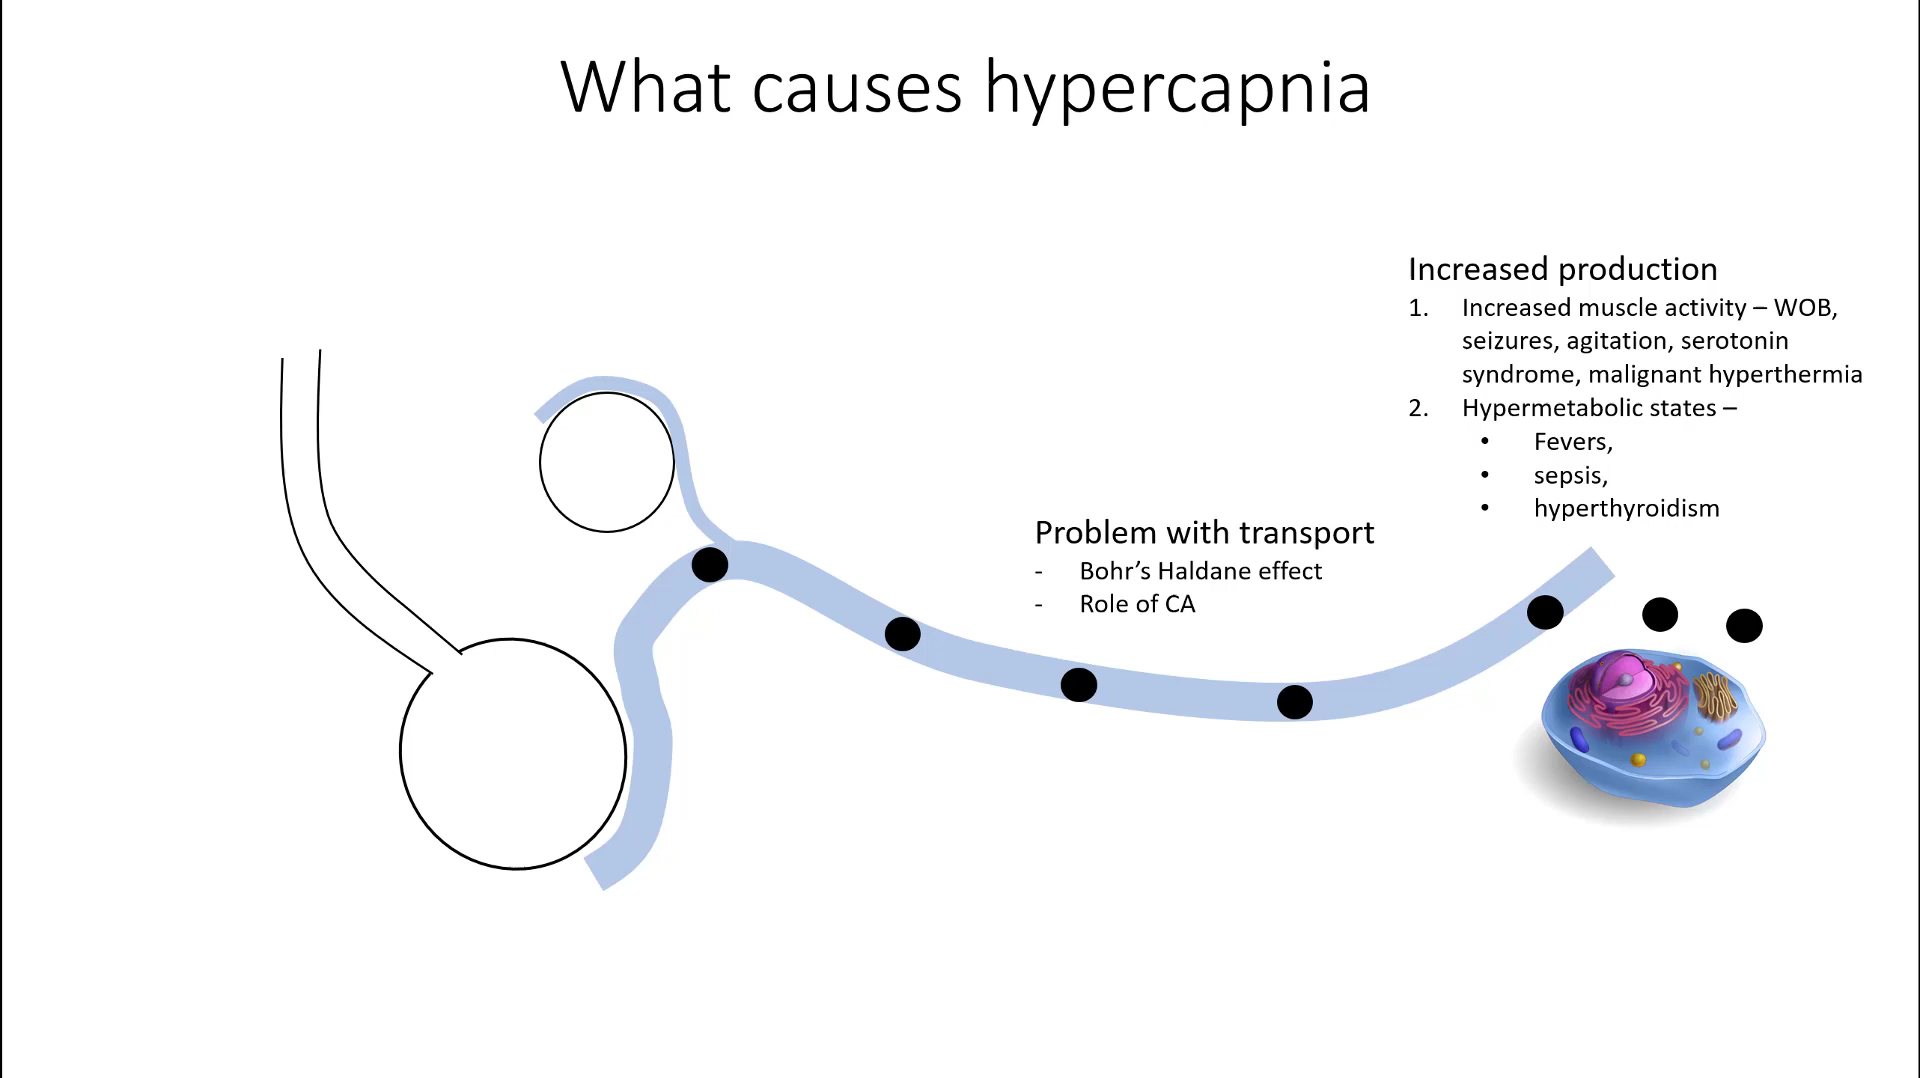 What causes hypercapnia
Increased production
1. Increased muscle activity – WOB,
seizures, agitation, serotonin
syndrome, malignant hyperthermia
2. Hypermetabolic states –
• Fevers,
• sepsis,
• hyperthyroidism
Problem with transport
- Bohr’s Haldane effect
- Role of CA